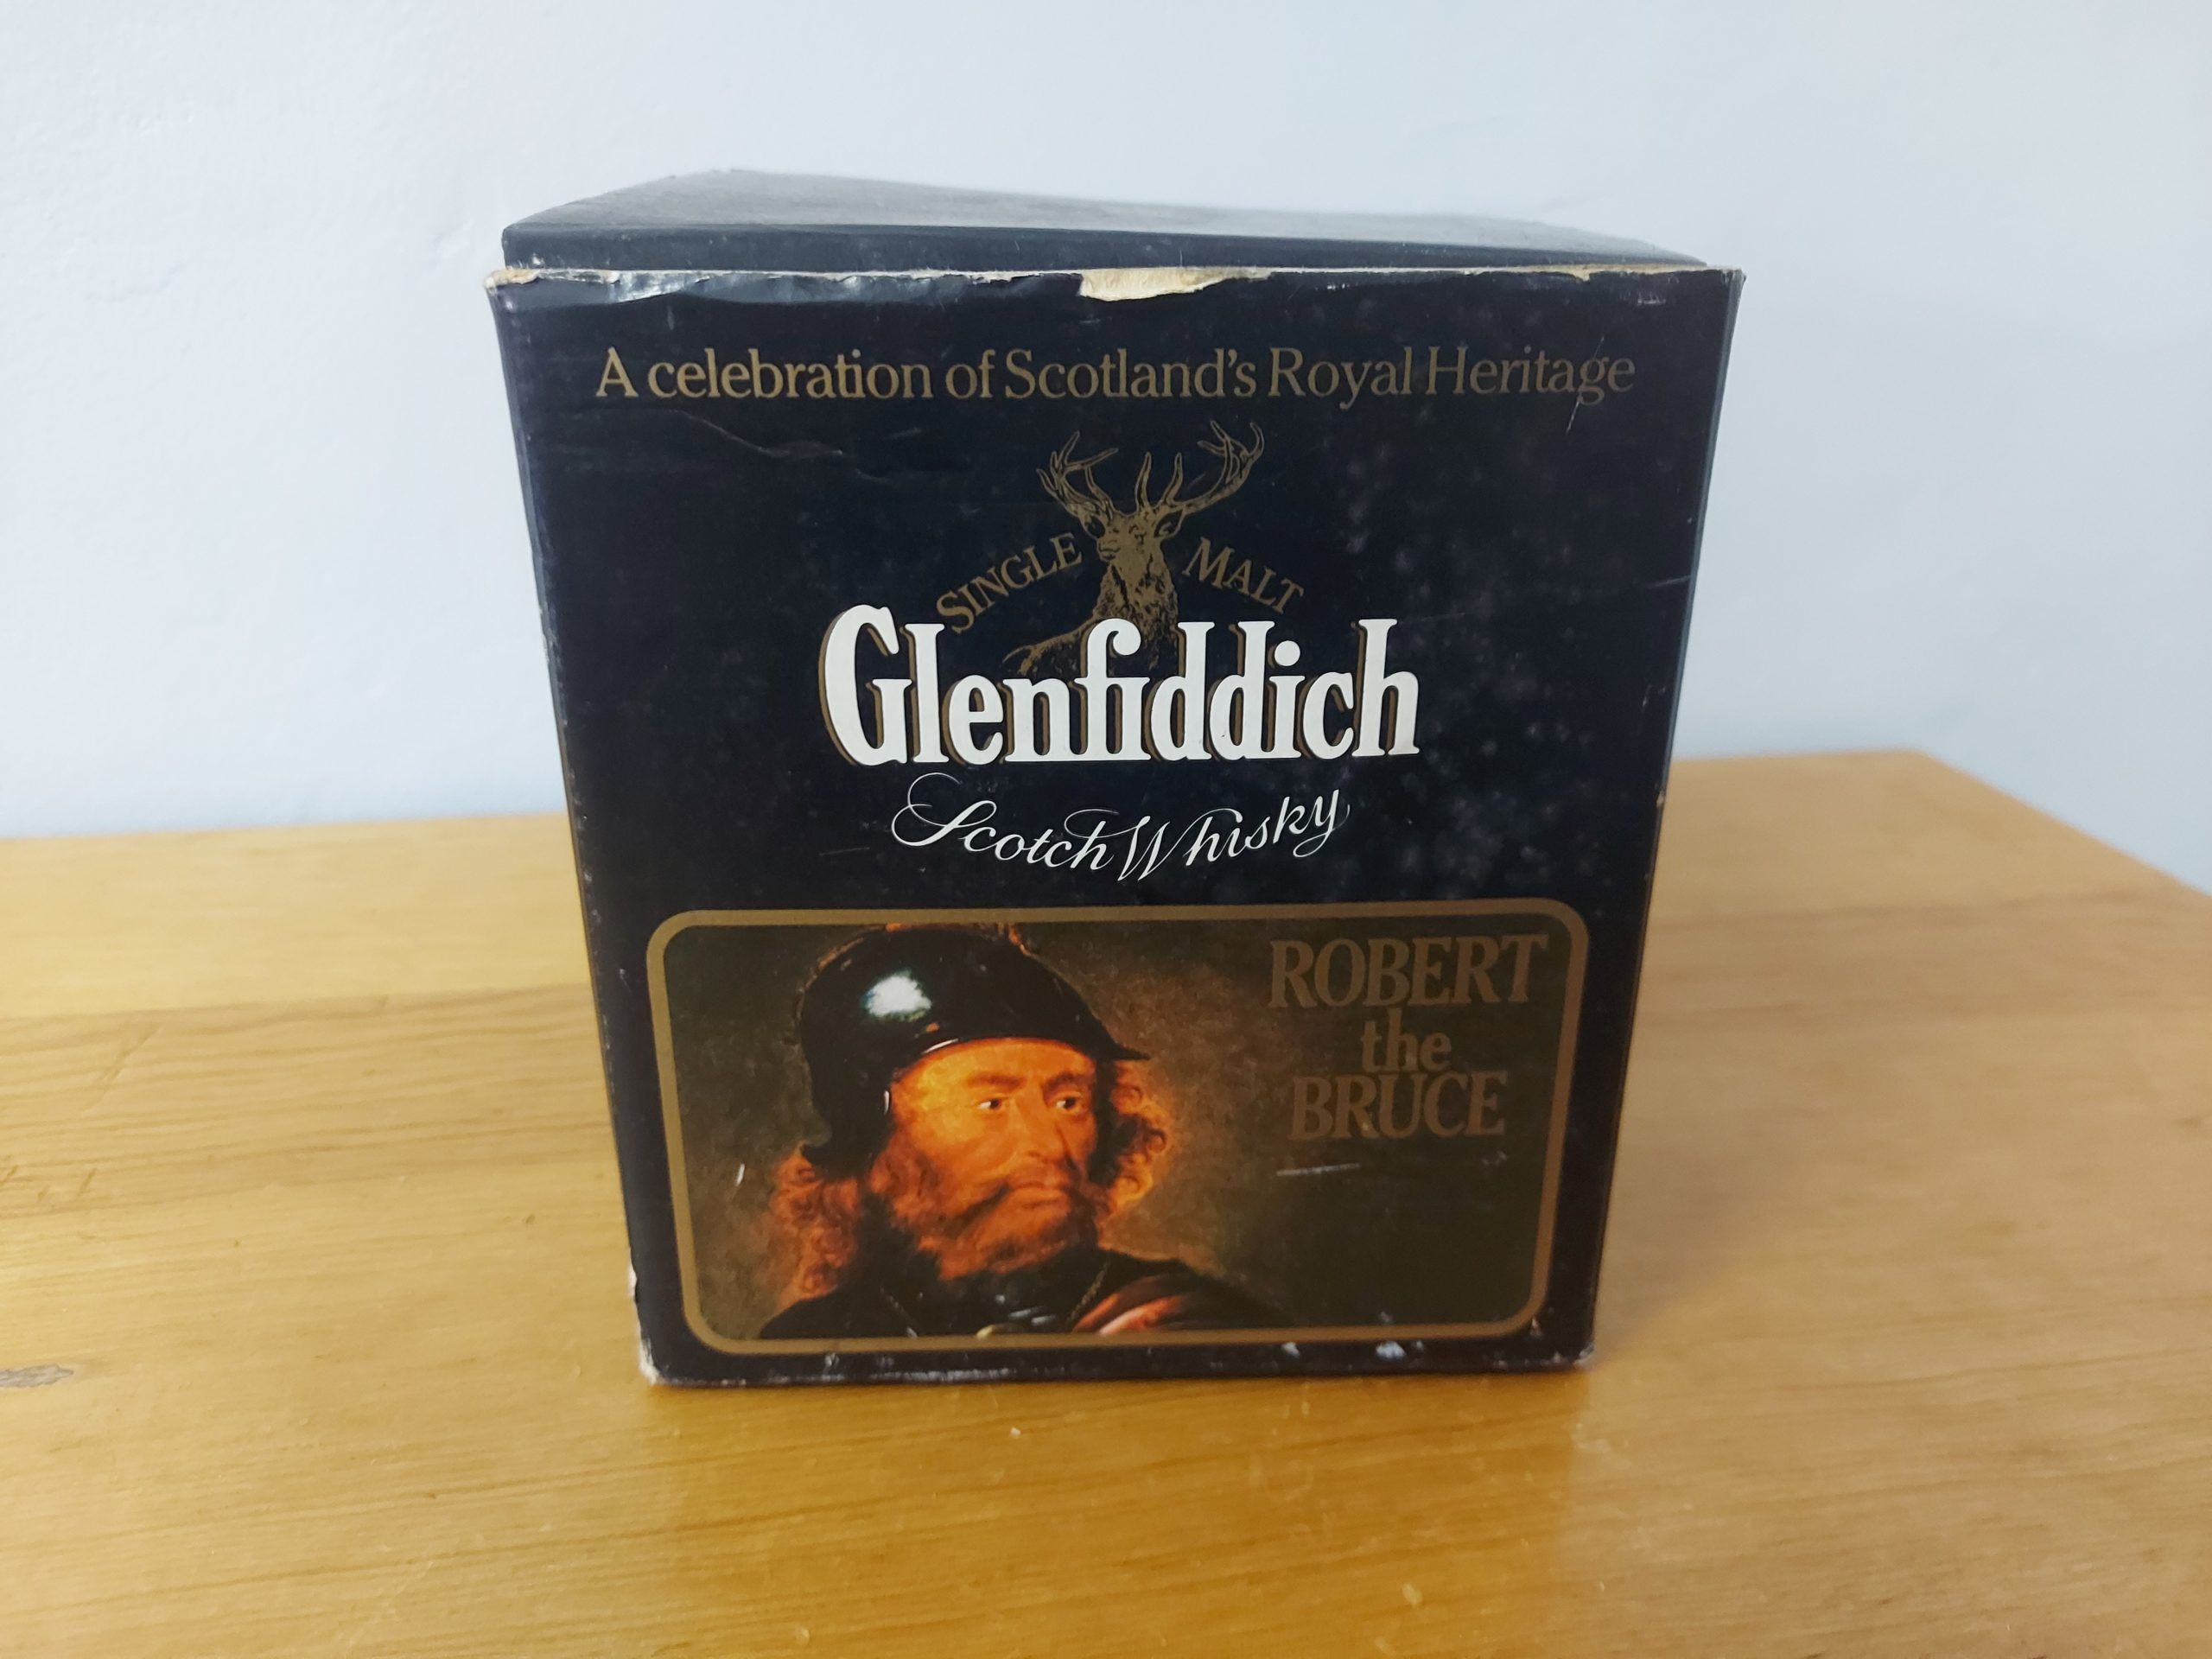 A celebration of Scotland's Royal Heritage
SINGLE MALT
Glenfiddich
Scotch Whisky
ROBERT
the
BRUCE